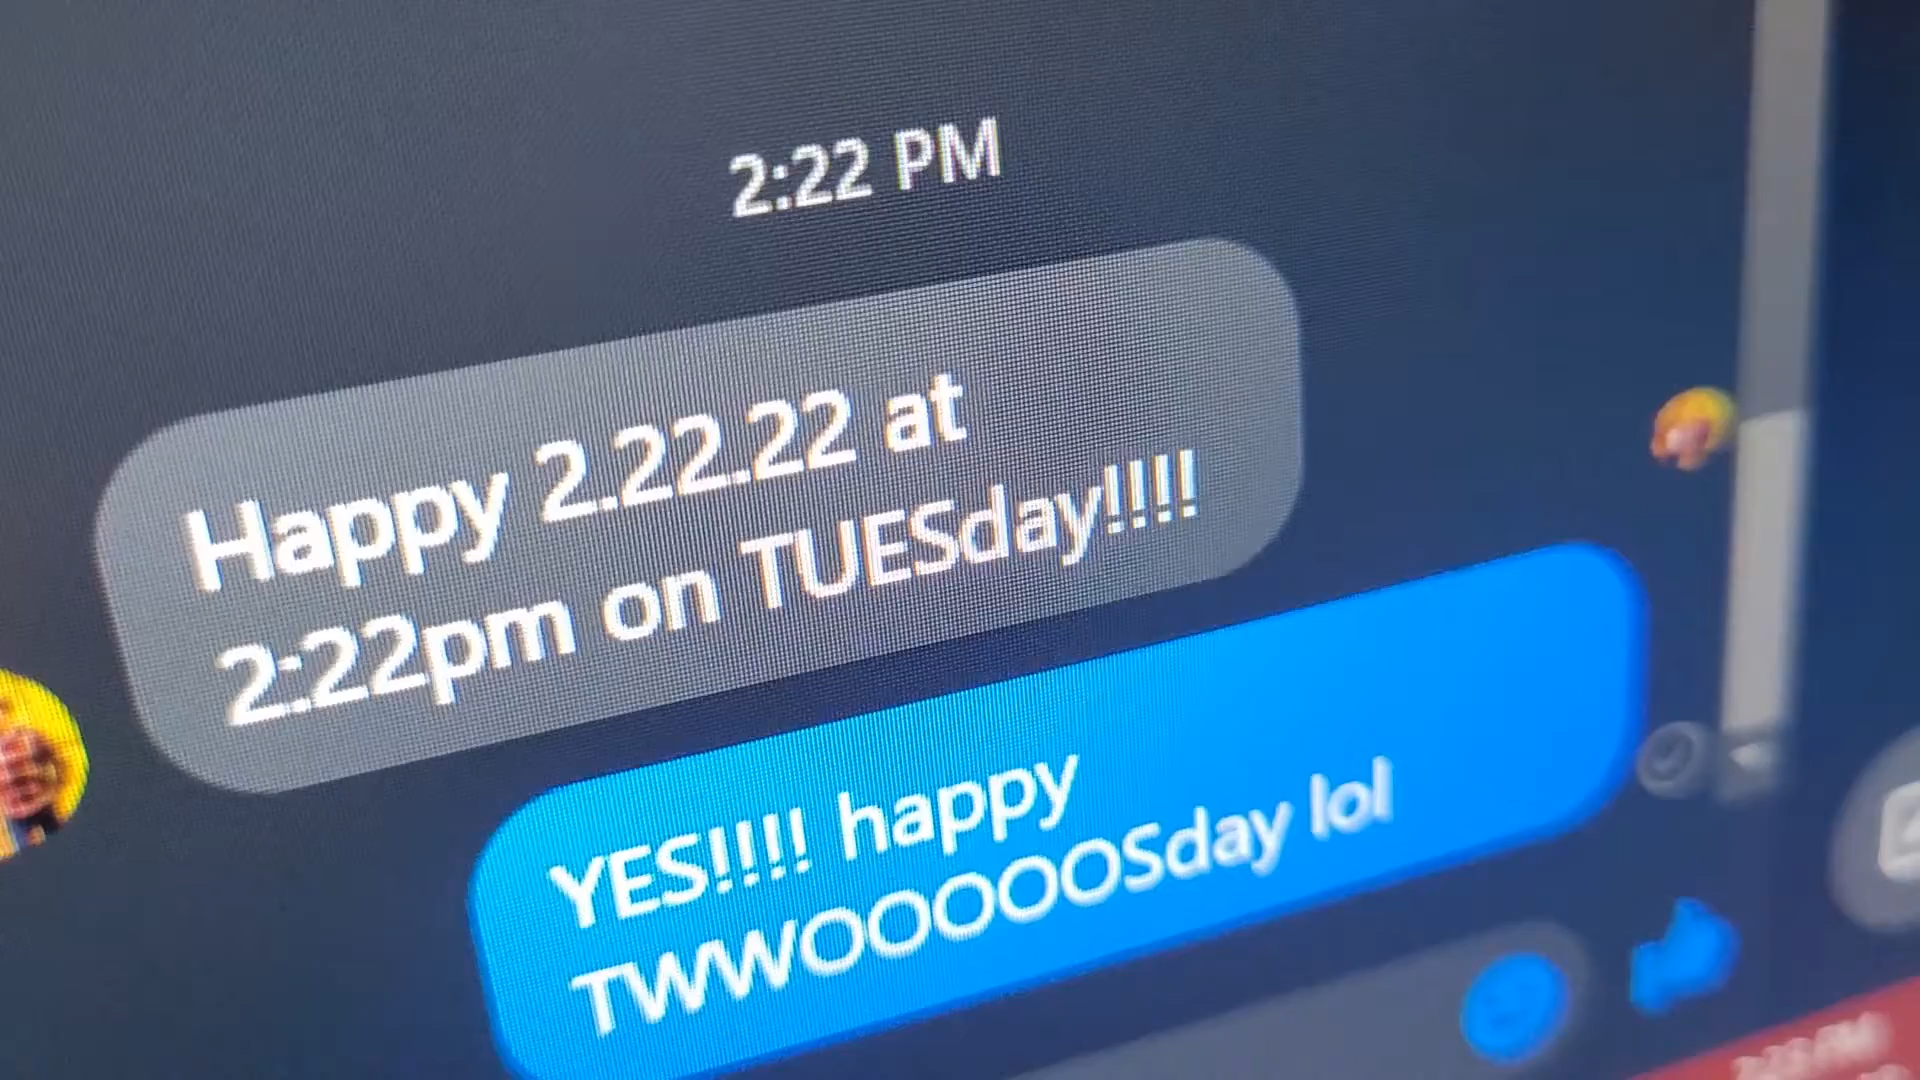 2:22 PM
Happy 2.22.22 at
2:22pm on TUESday!!!!
YES!!!! happy
TWWOOOOOSday lol